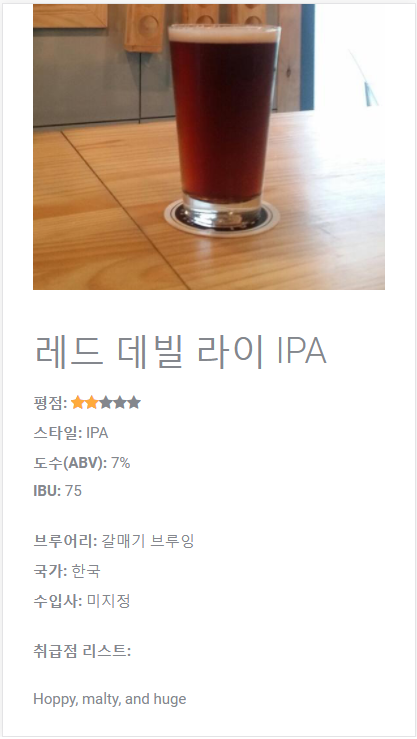 레드 데빌 라이 IPA
평점:
스타일: IPA
도수(ABV): 7%
IBU: 75
브루어리: 갈매기 브루잉
국가: 한국
수입사: 미지정
취급점 리스트:
Hoppy, malty, and huge